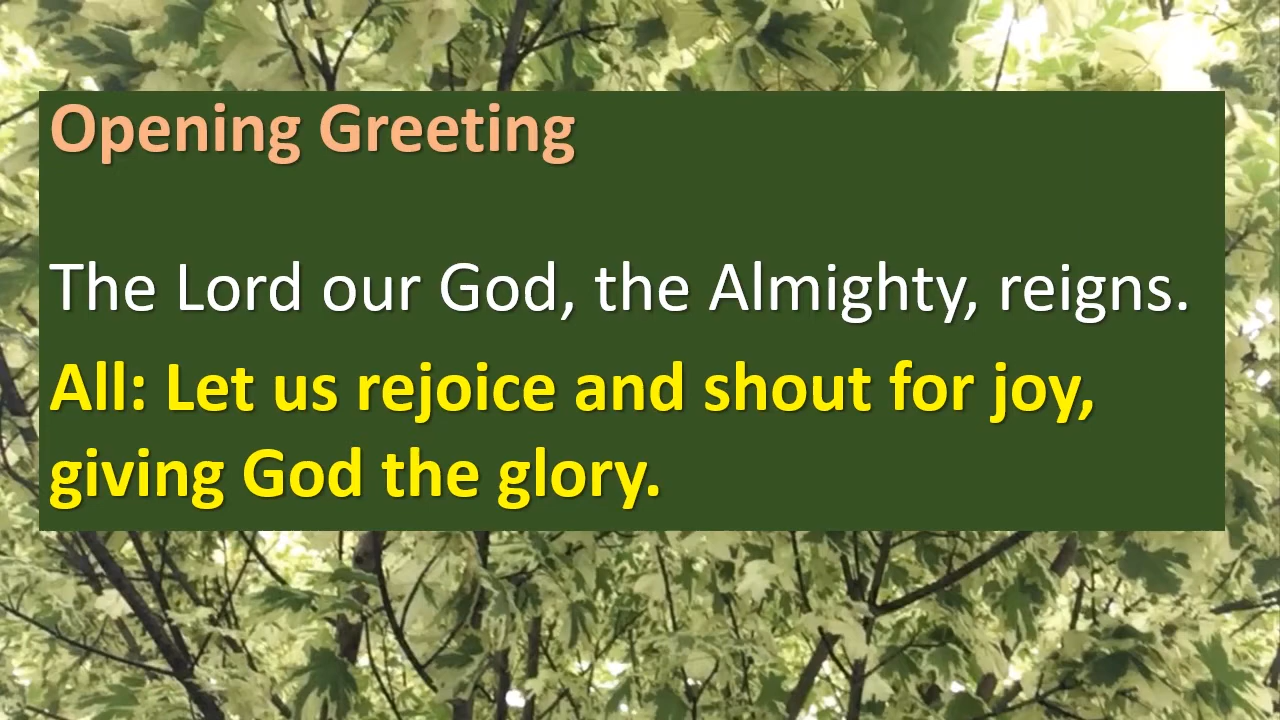 Opening Greeting
The Lord our God, the Almighty, reigns.
All: Let us rejoice and shout for joy,
giving God the glory.